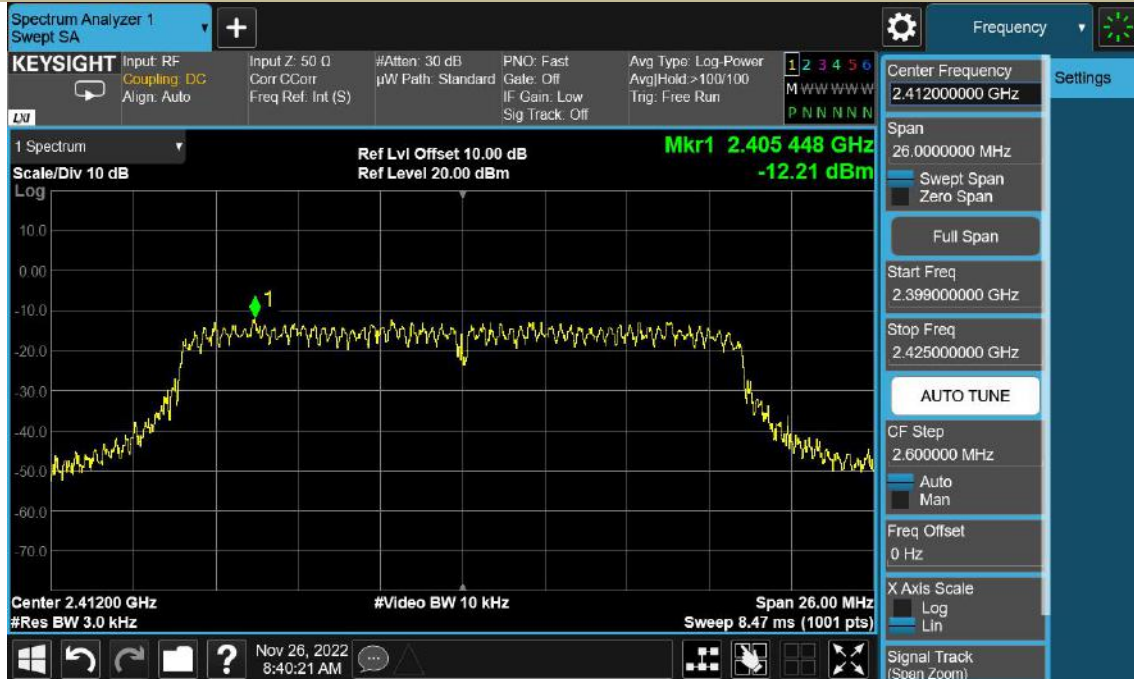 Spectrum Analyzer 1
Swept SA
+
Frequency
KEYSIGHT
LXI
Input: RF
Coupling: DC
Align: Auto
Input Z: 50 Ω
Corr CCorr
Freq Ref: Int (S)
#Atten: 30 dB
µW Path: Standard
PNO: Fast
Gate: Off
IF Gain: Low
Sig Track: Off
Avg Type: Log-Power
Avg|Hold:>100/100
Trig: Free Run
1 2 3 4 5 6
M W W W W W
P N N N N N
1 Spectrum
Scale/Div 10 dB
Ref Lvl Offset 10.00 dB
Ref Level 20.00 dBm
Mkr1 2.405 448 GHz
-12.21 dBm
Log
10.0
0.00
-10.0
-20.0
-30.0
-40.0
-50.0
-60.0
-70.0
1
Center 2.41200 GHz
#Res BW 3.0 kHz
#Video BW 10 kHz
Span 26.00 MHz
Sweep 8.47 ms (1001 pts)
?
Nov 26, 2022
8:40:21 AM
Center Frequency
2.412000000 GHz
Settings
Span
26.0000000 MHz
Swept Span
Zero Span
Full Span
Start Freq
2.399000000 GHz
Stop Freq
2.425000000 GHz
AUTO TUNE
CF Step
2.600000 MHz
Auto
Man
Freq Offset
0 Hz
X Axis Scale
Log
Lin
Signal Track
(Span Zoom)